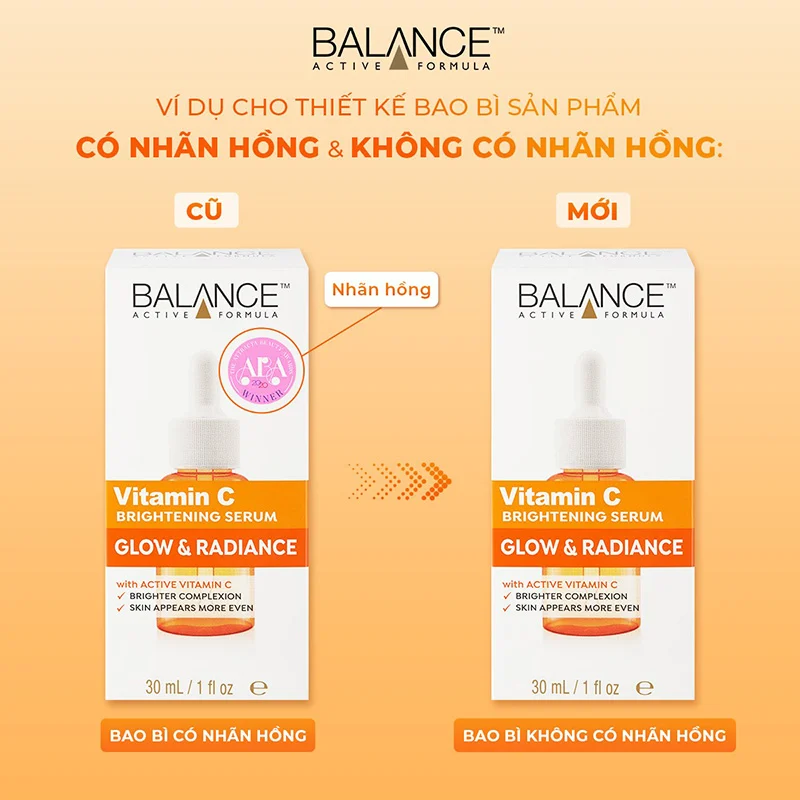 BALANCE™
ACTIVE FORMULA
VÍ DỤ CHO THIẾT KẾ BAO BÌ SẢN PHẨM
CÓ NHÃN HỒNG & KHÔNG CÓ NHÃN HỒNG:
CŨ
MỚI
Nhãn hồng
BALANCE™
ACTIVE FORMULA
ABA
2020
WINNER
Vitamin C
BRIGHTENING SERUM
GLOW & RADIANCE
with ACTIVE VITAMIN C
✓ BRIGHTER COMPLEXION
✓ SKIN APPEARS MORE EVEN
30 mL / 1 fl oz ℮
BAO BÌ CÓ NHÃN HỒNG
BALANCE™
ACTIVE FORMULA
Vitamin C
BRIGHTENING SERUM
GLOW & RADIANCE
with ACTIVE VITAMIN C
✓ BRIGHTER COMPLEXION
✓ SKIN APPEARS MORE EVEN
30 mL / 1 fl oz ℮
BAO BÌ KHÔNG CÓ NHÃN HỒNG